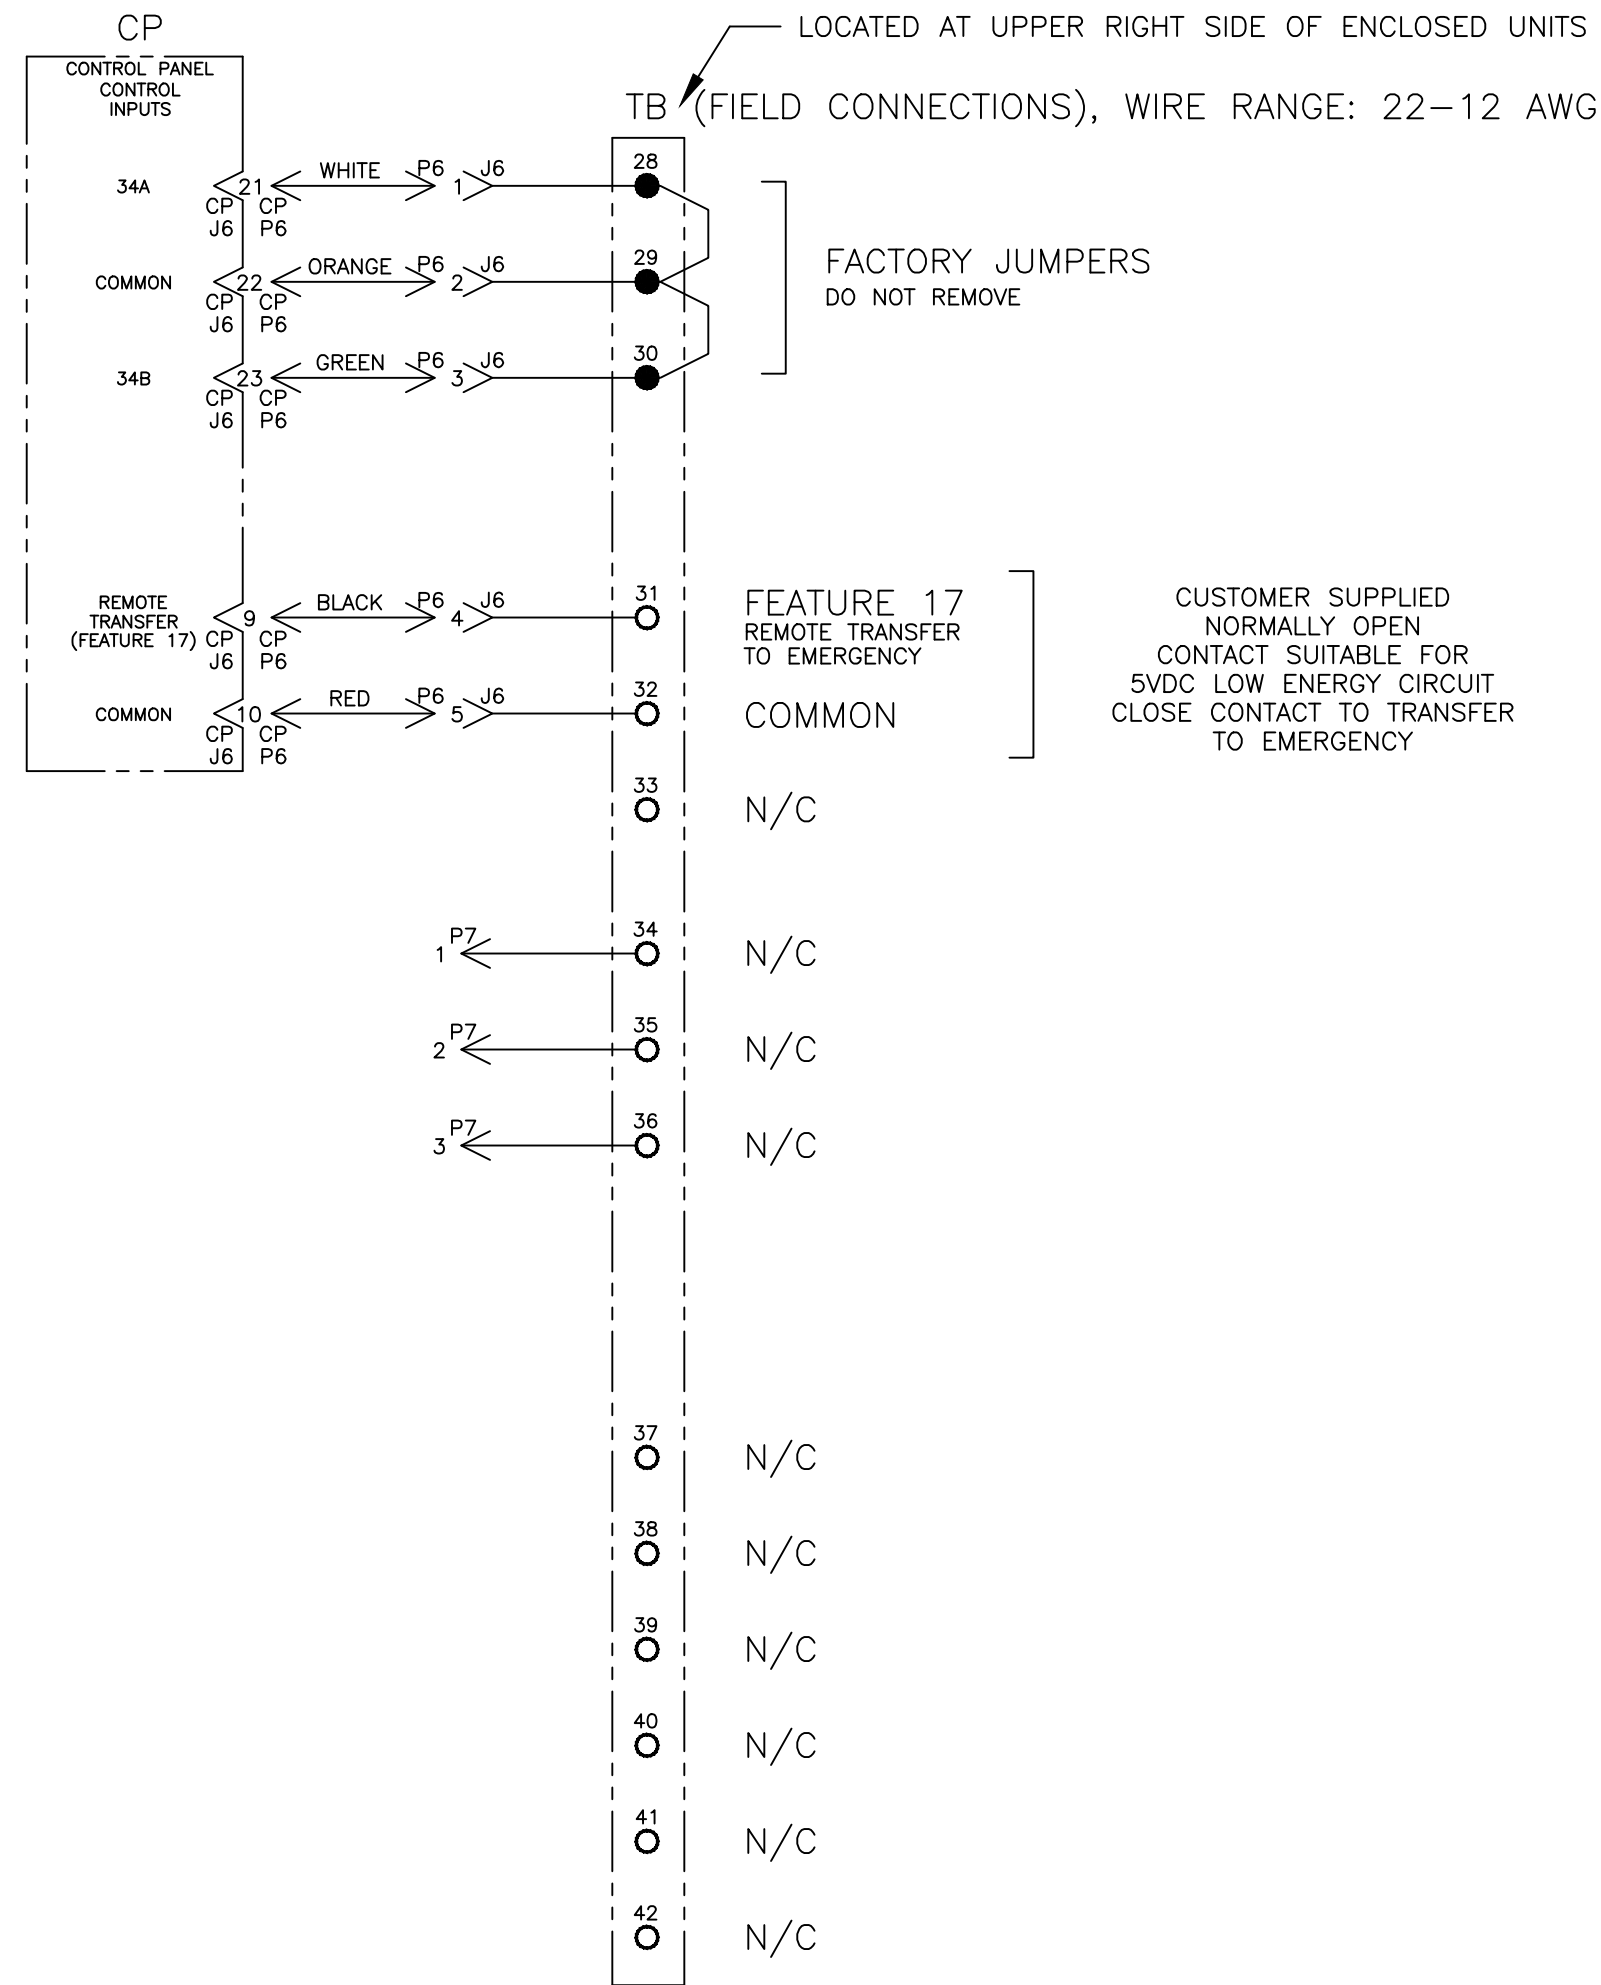 CP
LOCATED AT UPPER RIGHT SIDE OF ENCLOSED UNITS
TB (FIELD CONNECTIONS), WIRE RANGE: 22-12 AWG
CONTROL PANEL
CONTROL
INPUTS
34A
21
CP CP
J6 P6
WHITE
P6
1
J6
28
COMMON
22
CP CP
J6 P6
ORANGE
P6
2
J6
29
FACTORY JUMPERS
DO NOT REMOVE
34B
23
CP CP
J6 P6
GREEN
P6
3
J6
30
REMOTE
TRANSFER
(FEATURE 17)
9
CP CP
J6 P6
BLACK
P6
4
J6
31
FEATURE 17
REMOTE TRANSFER
TO EMERGENCY
CUSTOMER SUPPLIED
NORMALLY OPEN
CONTACT SUITABLE FOR
5VDC LOW ENERGY CIRCUIT
CLOSE CONTACT TO TRANSFER
TO EMERGENCY
COMMON
10
CP CP
J6 P6
RED
P6
5
J6
32
COMMON
33
N/C
1
P7
34
N/C
2
P7
35
N/C
3
P7
36
N/C
37
N/C
38
N/C
39
N/C
40
N/C
41
N/C
42
N/C